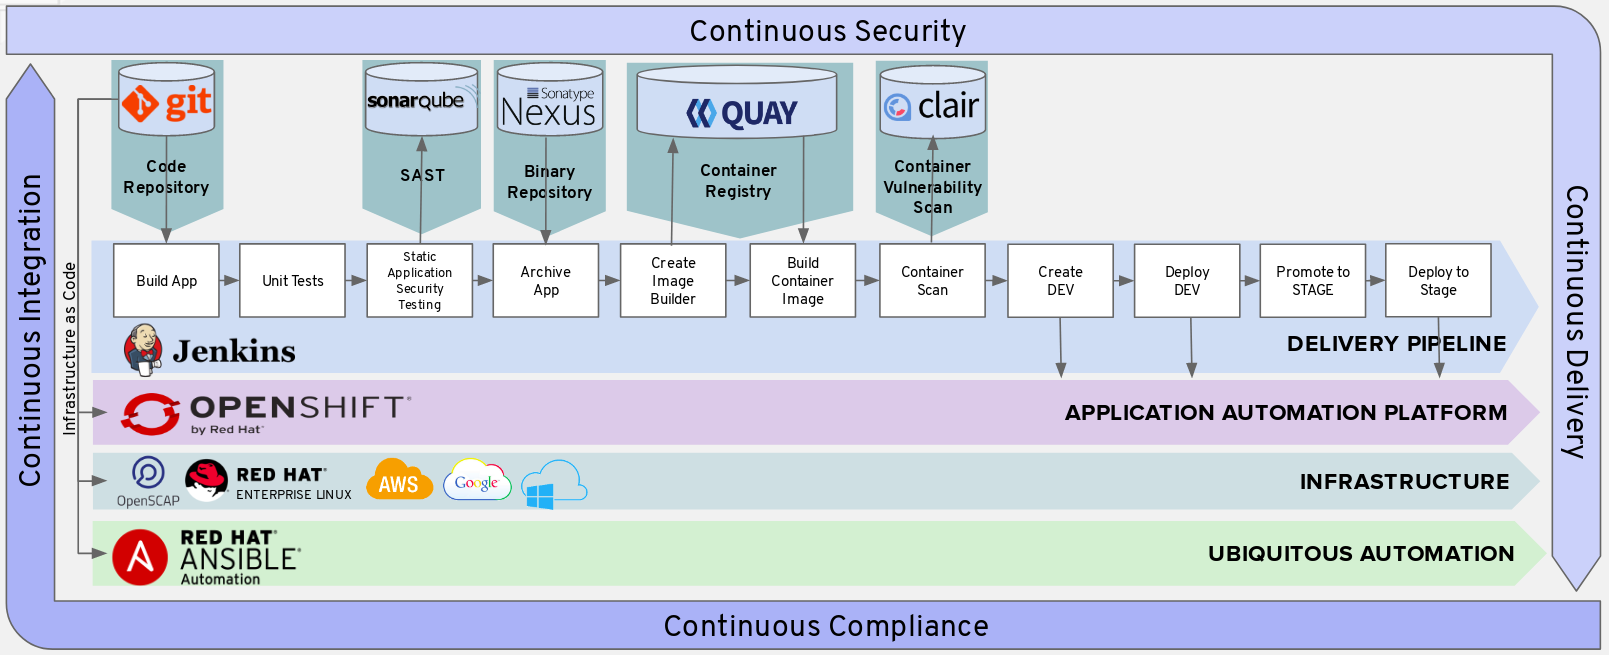 Continuous Security
Continuous Integration
Continuous Delivery
Infrastructure as Code
git
Code
Repository
sonarqube
SAST
Sonatype
Nexus
Binary
Repository
QUAY
Container
Registry
clair
Container
Vulnerability
Scan
Build App
Unit Tests
Static
Application
Security
Testing
Archive
App
Create
Image
Builder
Build
Container
Image
Container
Scan
Create
DEV
Deploy
DEV
Promote to
STAGE
Deploy to
Stage
Jenkins
DELIVERY PIPELINE
OPENSHIFT®
by Red Hat®
APPLICATION AUTOMATION PLATFORM
OpenSCAP
RED HAT®
ENTERPRISE LINUX
AWS
Google
INFRASTRUCTURE
RED HAT®
ANSIBLE®
Automation
UBIQUITOUS AUTOMATION
Continuous Compliance